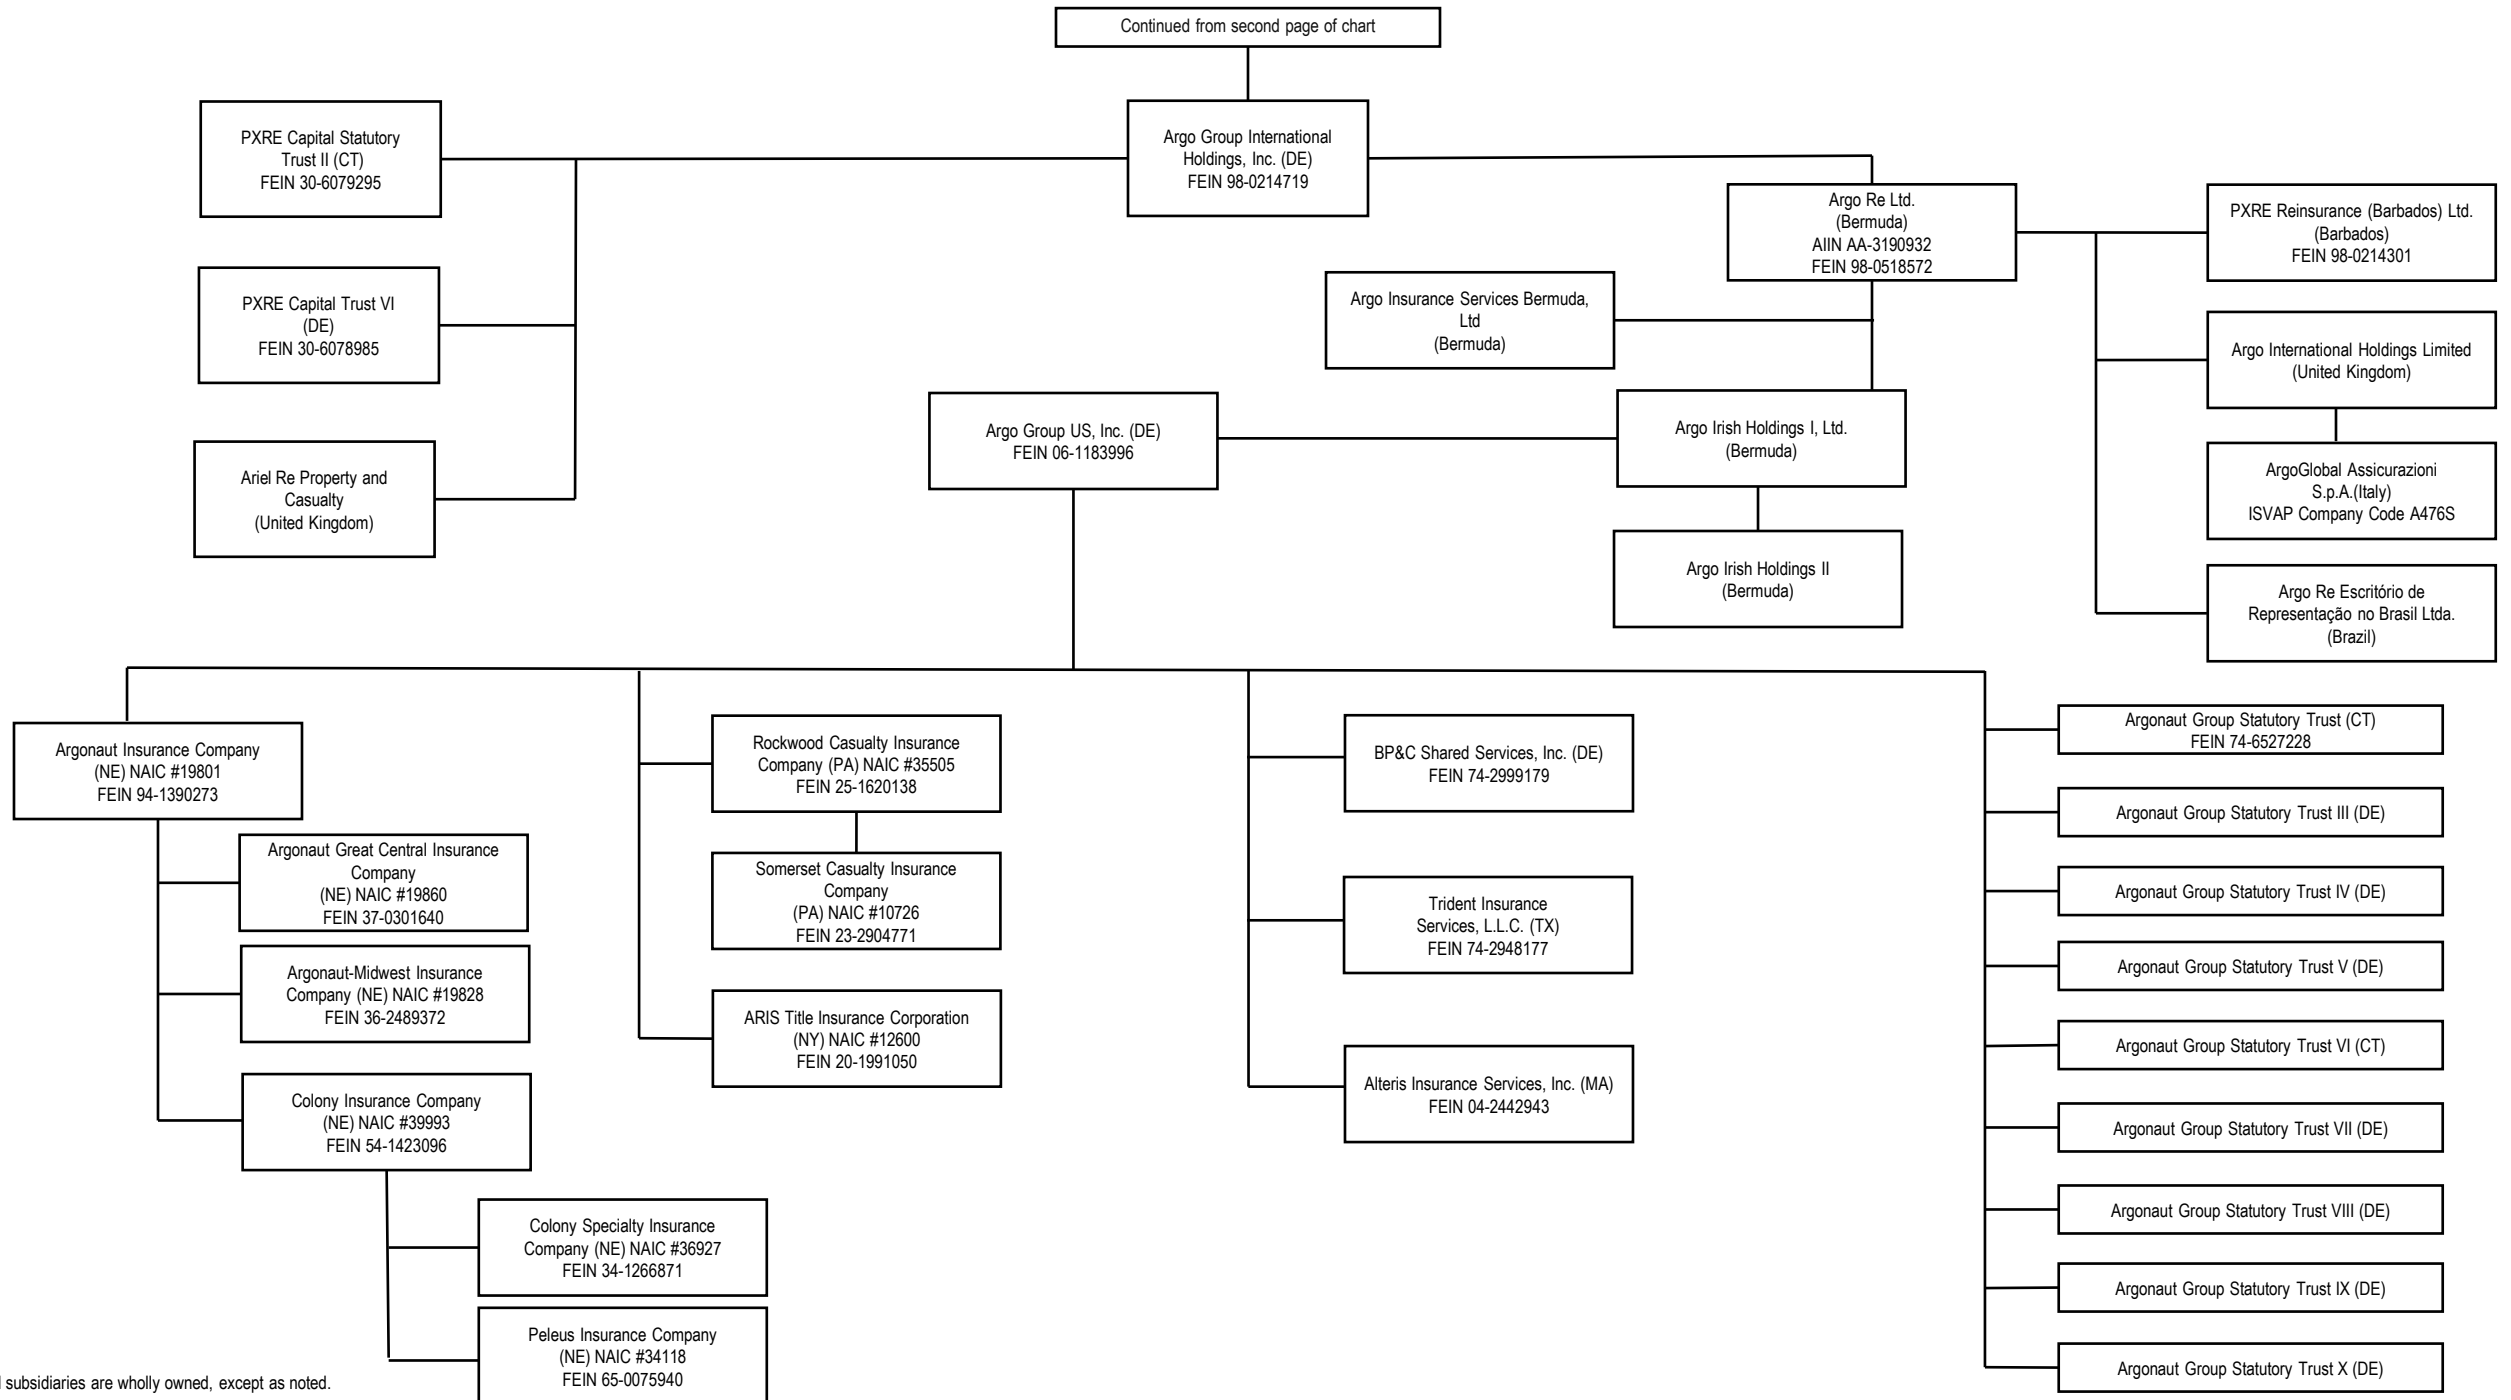 Continued from second page of chart
PXRE Capital Statutory
Trust II (CT)
FEIN 30-6079295
Argo Group International
Holdings, Inc. (DE)
FEIN 98-0214719
Argo Re Ltd.
(Bermuda)
AIIN AA-3190932
FEIN 98-0518572
PXRE Reinsurance (Barbados) Ltd.
(Barbados)
FEIN 98-0214301
PXRE Capital Trust VI
(DE)
FEIN 30-6078985
Argo Insurance Services Bermuda,
Ltd
(Bermuda)
Argo International Holdings Limited
(United Kingdom)
Argo Group US, Inc. (DE)
FEIN 06-1183996
Argo Irish Holdings I, Ltd.
(Bermuda)
Ariel Re Property and
Casualty
(United Kingdom)
ArgoGlobal Assicurazioni
S.p.A.(Italy)
ISVAP Company Code A476S
Argo Irish Holdings II
(Bermuda)
Argo Re Escritório de
Representação no Brasil Ltda.
(Brazil)
Argonaut Insurance Company
(NE) NAIC #19801
FEIN 94-1390273
Argonaut Great Central Insurance
Company
(NE) NAIC #19860
FEIN 37-0301640
Argonaut-Midwest Insurance
Company (NE) NAIC #19828
FEIN 36-2489372
Colony Insurance Company
(NE) NAIC #39993
FEIN 54-1423096
Colony Specialty Insurance
Company (NE) NAIC #36927
FEIN 34-1266871
Peleus Insurance Company
(NE) NAIC #34118
FEIN 65-0075940
Rockwood Casualty Insurance
Company (PA) NAIC #35505
FEIN 25-1620138
Somerset Casualty Insurance
Company
(PA) NAIC #10726
FEIN 23-2904771
ARIS Title Insurance Corporation
(NY) NAIC #12600
FEIN 20-1991050
BP&C Shared Services, Inc. (DE)
FEIN 74-2999179
Trident Insurance
Services, L.L.C. (TX)
FEIN 74-2948177
Alteris Insurance Services, Inc. (MA)
FEIN 04-2442943
Argonaut Group Statutory Trust (CT)
FEIN 74-6527228
Argonaut Group Statutory Trust III (DE)
Argonaut Group Statutory Trust IV (DE)
Argonaut Group Statutory Trust V (DE)
Argonaut Group Statutory Trust VI (CT)
Argonaut Group Statutory Trust VII (DE)
Argonaut Group Statutory Trust VIII (DE)
Argonaut Group Statutory Trust IX (DE)
Argonaut Group Statutory Trust X (DE)
subsidiaries are wholly owned, except as noted.